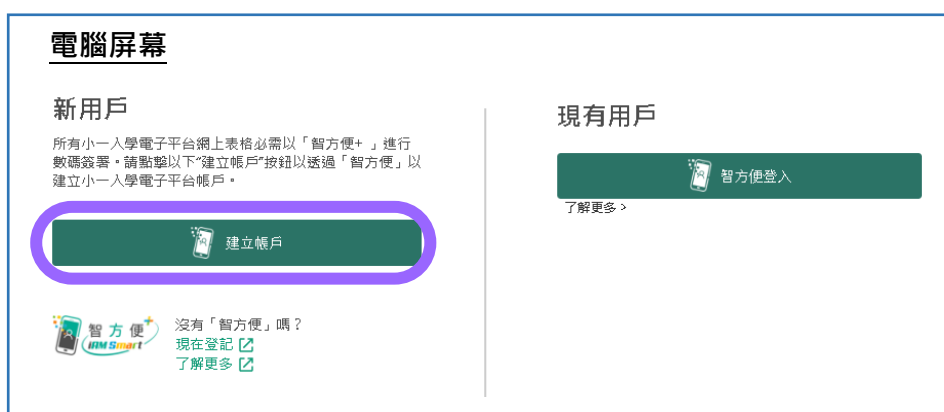 電腦屏幕
新用戶
所有小一入學電子平台網上表格必需以「智方便+ 」進行
數碼簽署。請點擊以下“建立帳戶”按鈕以透過「智方便」以
建立小一入學電子平台帳戶。
建立帳戶
智方便+
iAM Smart
沒有「智方便」嗎？
現在登記
了解更多
現有用戶
智方便登入
了解更多 >